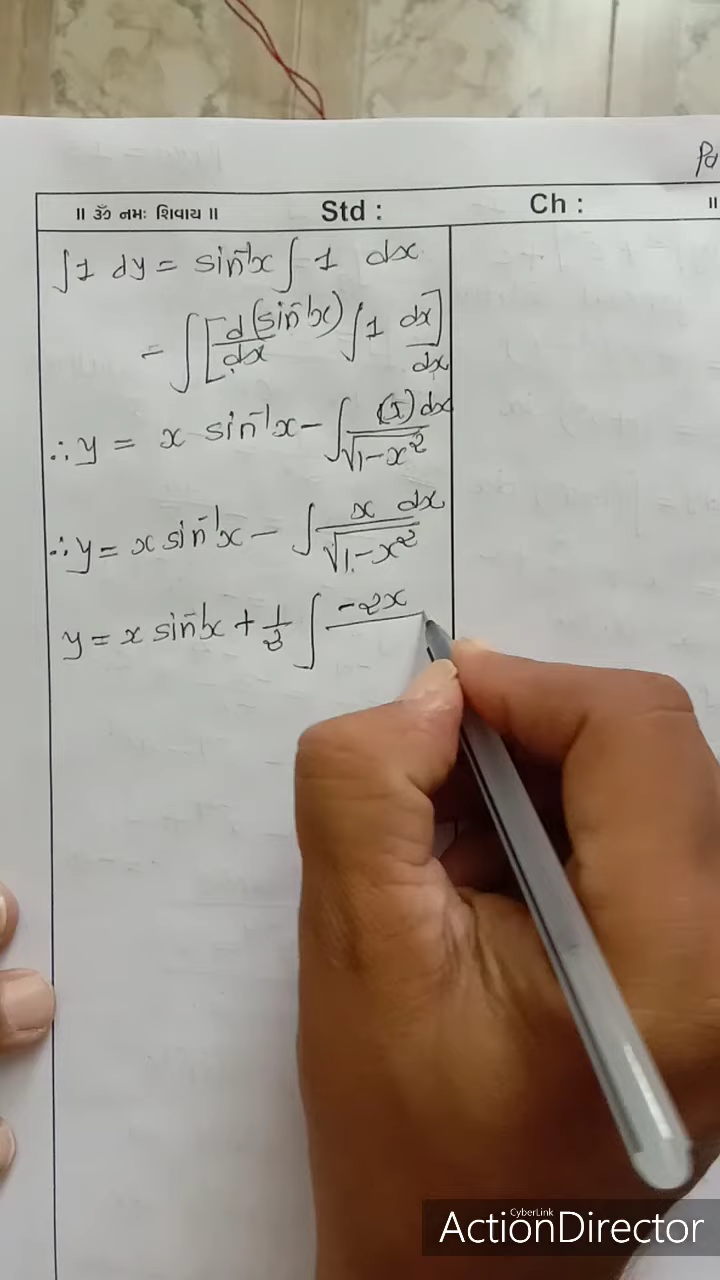 Pa
॥ ૐ નમઃ શિવાય ॥ Std : Ch : ॥
∫1 dy = sin⁻¹x ∫ 1 dx
= ∫ [d/dx (sin⁻¹x) ∫1 dx] dx
∴ y = x sin⁻¹x - ∫ (x) dx / √1-x²
∴ y = x sin⁻¹x - ∫ x dx / √1-x²
y = x sin⁻¹x + 1/2 ∫ -2x
CyberLink
ActionDirector